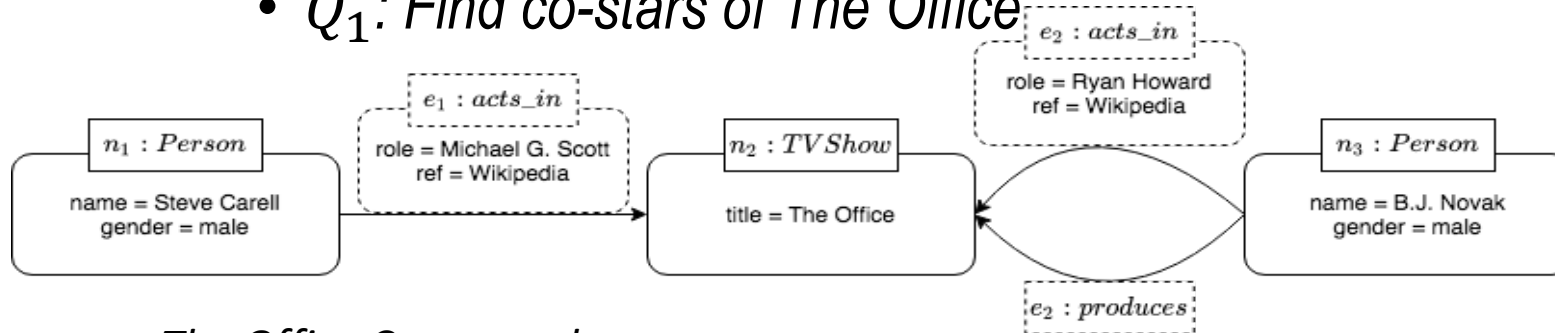 • Q₁: Find co-stars of The Office
n₁ : Person
name = Steve Carell
gender = male
e₁ : acts_in
role = Michael G. Scott
ref = Wikipedia
n₂ : TVShow
title = The Office
e₂ : acts_in
role = Ryan Howard
ref = Wikipedia
e₂ : produces
n₃ : Person
name = B.J. Novak
gender = male
The Office